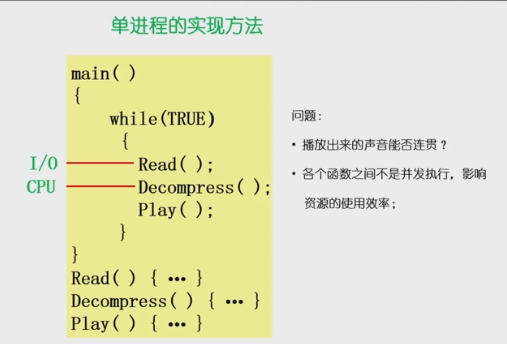 单进程的实现方法
main( )
{
while(TRUE)
{
I/O Read( );
CPU Decompress( );
Play( );
}
}
Read( ) { ... }
Decompress( ) { ... }
Play( ) { ... }
问题:
• 播放出来的声音能否连贯？
• 各个函数之间不是并发执行，影响
资源的使用效率；